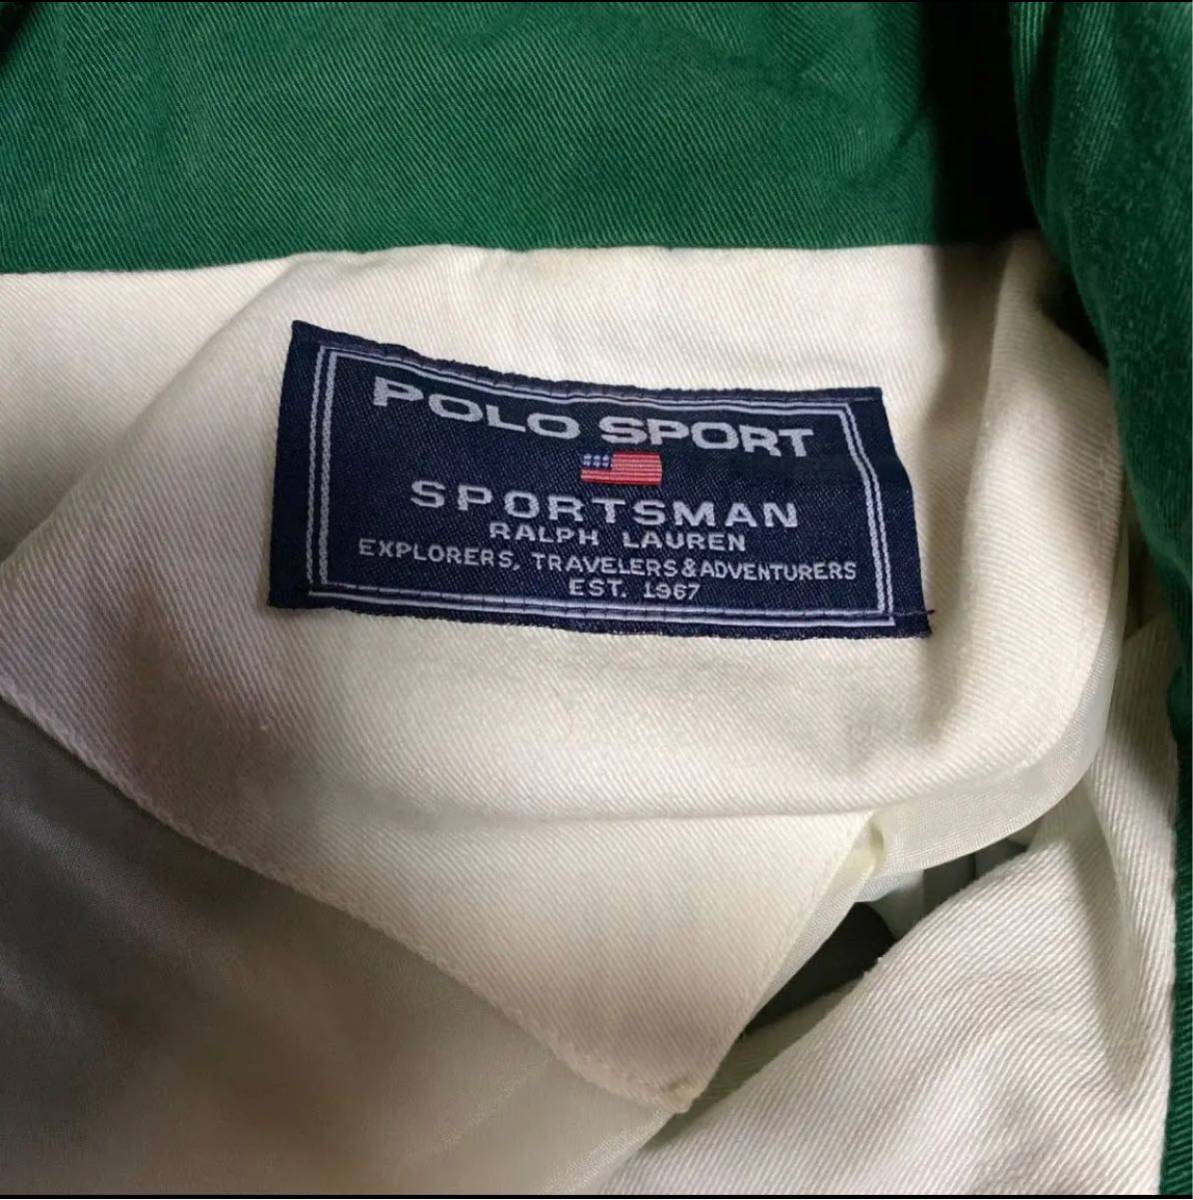 POLO SPORT
SPORTSMAN
RALPH LAUREN
EXPLORERS, TRAVELERS & ADVENTURERS
EST. 1967